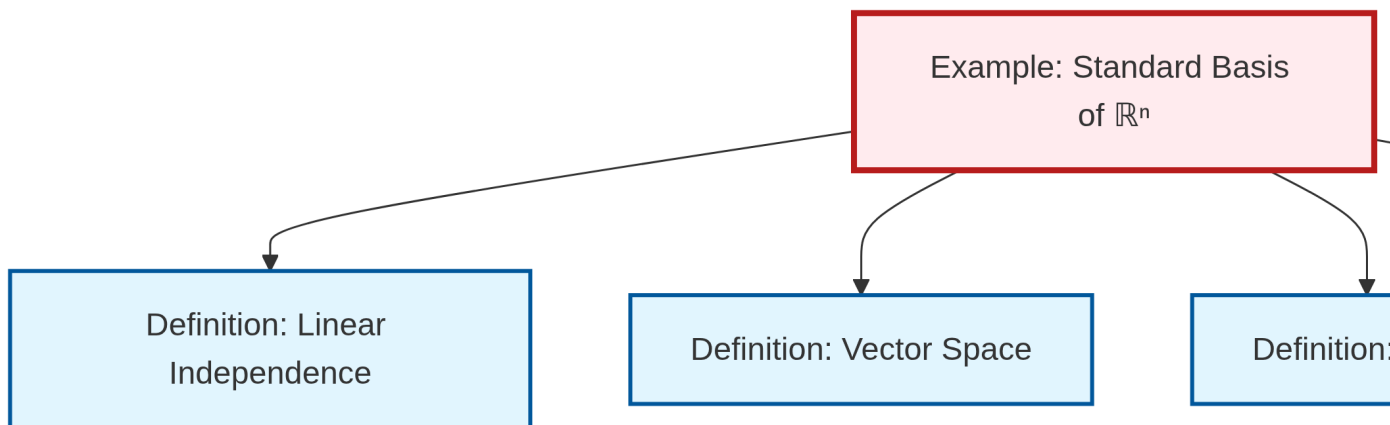 Example: Standard Basis
of ℝⁿ
Definition: Linear
Independence
Definition: Vector Space
Definition: